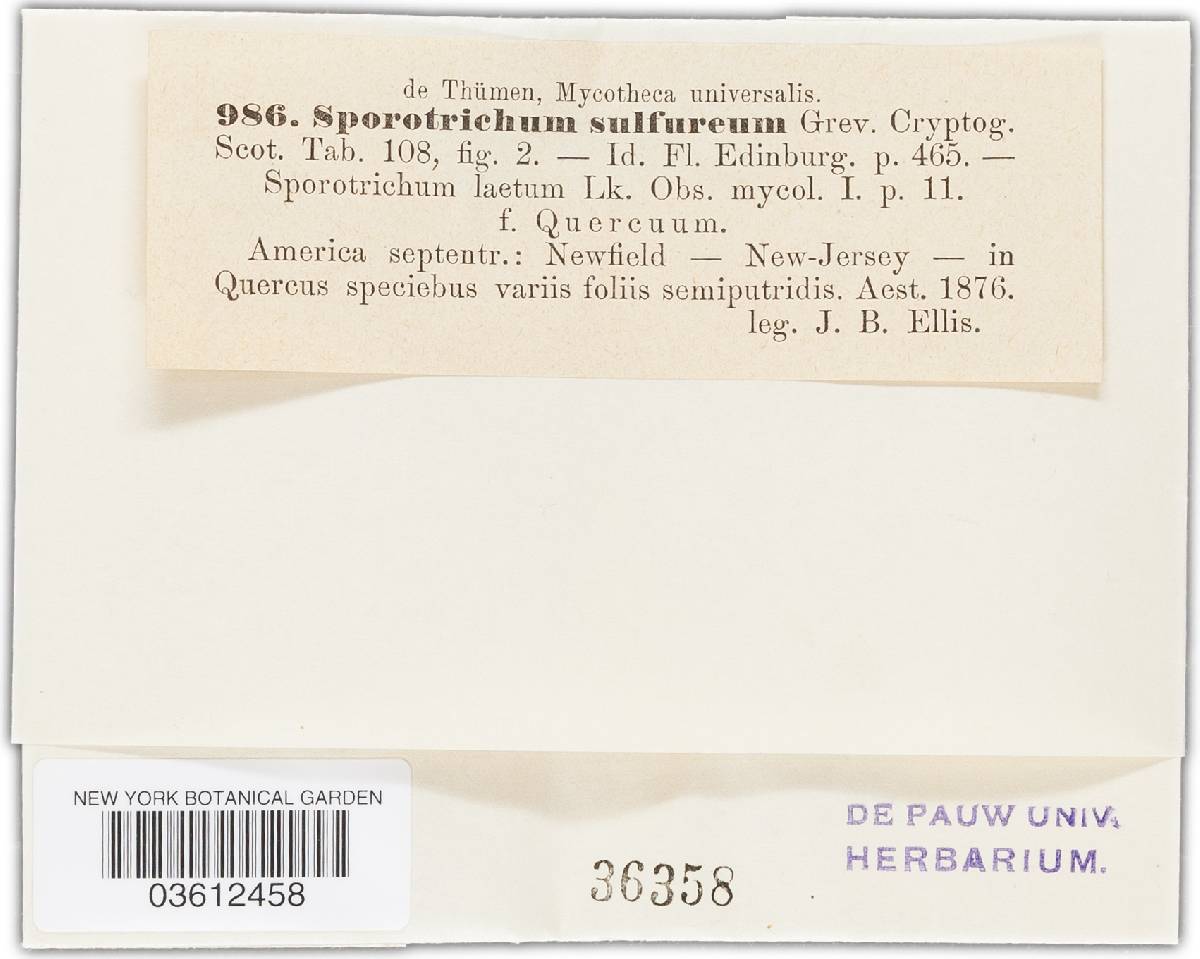 de Thümen, Mycotheca universalis.
986. Sporotrichum sulfureum Grev. Cryptog.
Scot. Tab. 108, fig. 2. — Id. Fl. Edinburg. p. 465. —
Sporotrichum laetum Lk. Obs. mycol. I. p. 11.
f. Quercuum.
America septentr.: Newfield — New-Jersey — in
Quercus speciebus variis foliis semiputridis. Aest. 1876.
leg. J. B. Ellis.
NEW YORK BOTANICAL GARDEN
03612458
36358
DE PAUW UNIV.
HERBARIUM.